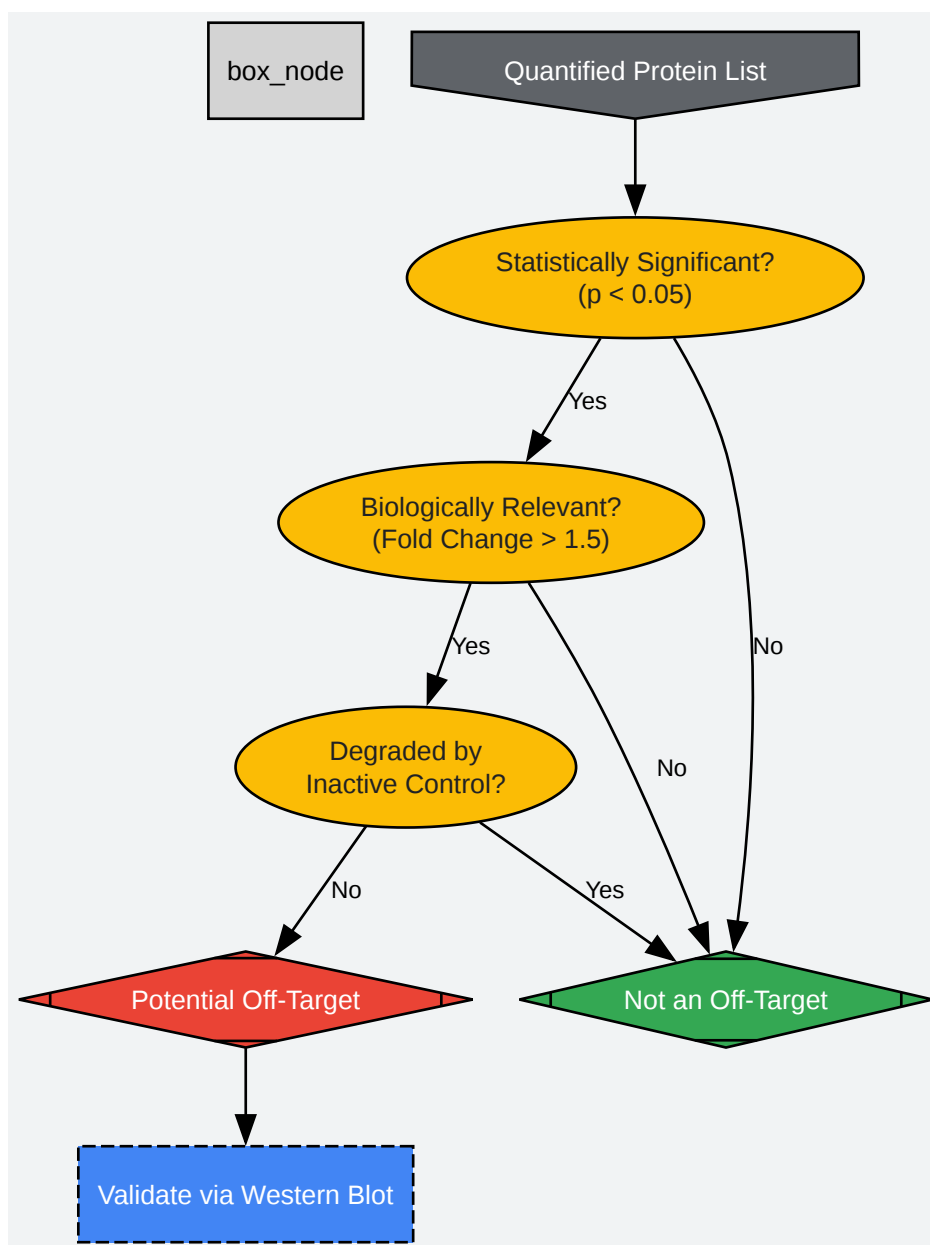 box_node
Quantified Protein List
Statistically Significant?
(p < 0.05)
Yes
Biologically Relevant?
(Fold Change > 1.5)
Yes
No
Degraded by
Inactive Control?
No
No
Yes
Potential Off-Target
Not an Off-Target
Validate via Western Blot